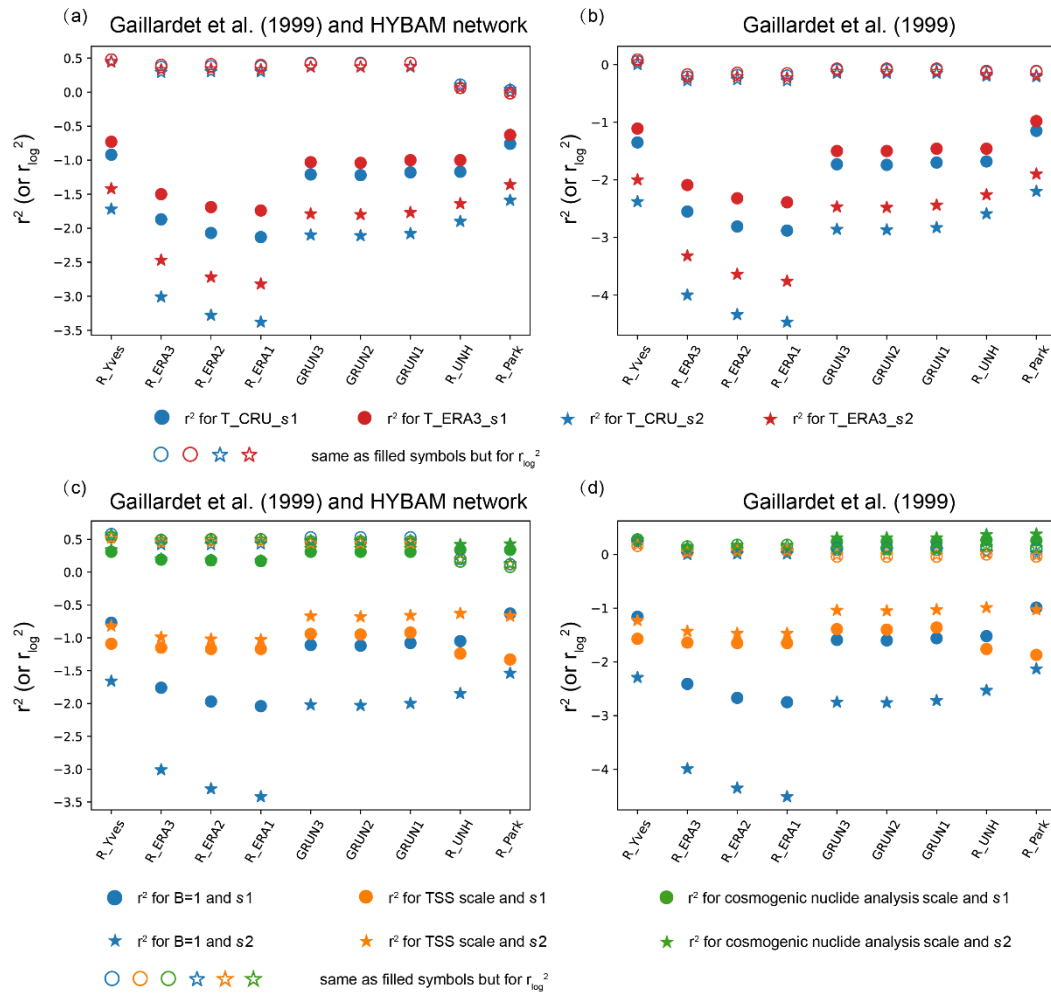 (a)
Gaillardet et al. (1999) and HYBAM network
(b)
Gaillardet et al. (1999)
r² (or r_log²)
0.5
0.0
−0.5
−1.0
−1.5
−2.0
−2.5
−3.0
−3.5
R_Yves
R_ERA3
R_ERA2
R_ERA1
GRUN3
GRUN2
GRUN1
R_UNH
R_Park
r² (or r_log²)
0
−1
−2
−3
−4
R_Yves
R_ERA3
R_ERA2
R_ERA1
GRUN3
GRUN2
GRUN1
R_UNH
R_Park
r² for T_CRU_s1
r² for T_ERA3_s1
r² for T_CRU_s2
r² for T_ERA3_s2
same as filled symbols but for r_log²
(c)
Gaillardet et al. (1999) and HYBAM network
(d)
Gaillardet et al. (1999)
r² (or r_log²)
0.5
0.0
−0.5
−1.0
−1.5
−2.0
−2.5
−3.0
−3.5
R_Yves
R_ERA3
R_ERA2
R_ERA1
GRUN3
GRUN2
GRUN1
R_UNH
R_Park
r² (or r_log²)
0
−1
−2
−3
−4
R_Yves
R_ERA3
R_ERA2
R_ERA1
GRUN3
GRUN2
GRUN1
R_UNH
R_Park
r² for B=1 and s1
r² for TSS scale and s1
r² for cosmogenic nuclide analysis scale and s1
r² for B=1 and s2
r² for TSS scale and s2
r² for cosmogenic nuclide analysis scale and s2
same as filled symbols but for r_log²